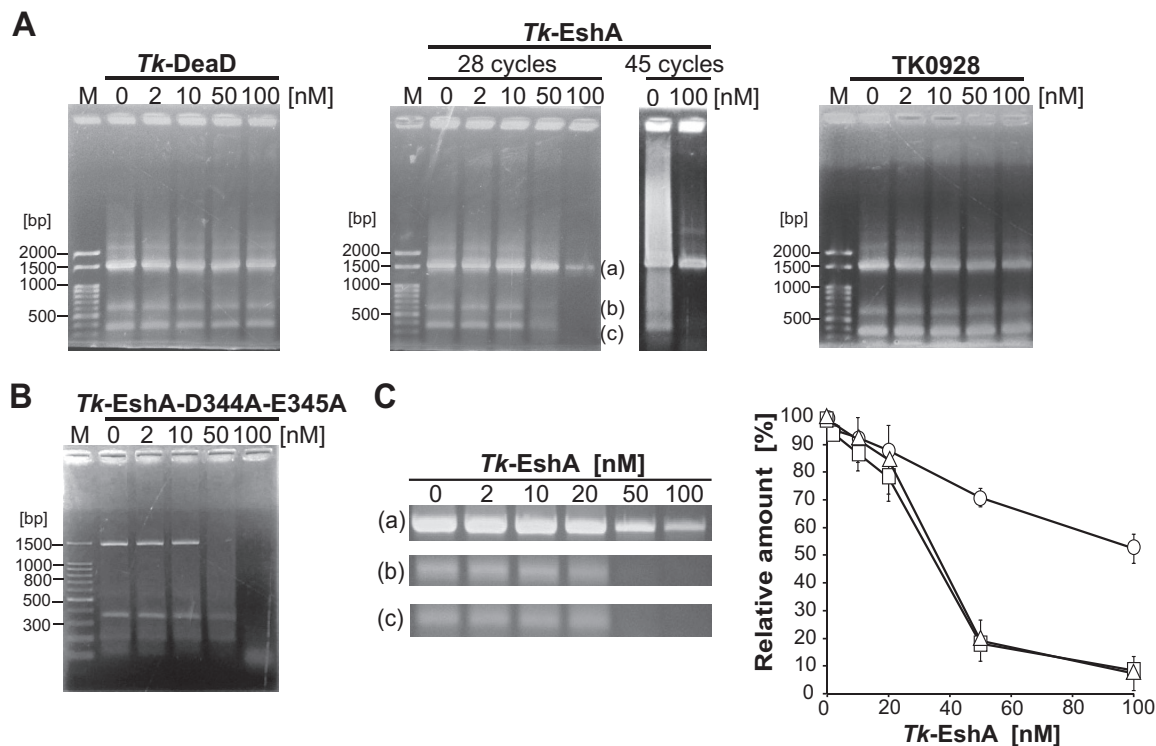 A
Tk-DeaD
M 0 2 10 50 100 [nM]
[bp]
2000
1500
1000
500
Tk-EshA
28 cycles
45 cycles
M 0 2 10 50 100
0 100 [nM]
[bp]
2000
1500
1000
500
(a)
(b)
(c)
TK0928
M 0 2 10 50 100 [nM]
[bp]
2000
1500
1000
500
B
Tk-EshA-D344A-E345A
M 0 2 10 50 100 [nM]
[bp]
1500
1000
800
500
300
C
Tk-EshA [nM]
0 2 10 20 50 100
(a)
(b)
(c)
Relative amount [%]
100
90
80
70
60
50
40
30
20
10
0
0 20 40 60 80 100
Tk-EshA [nM]